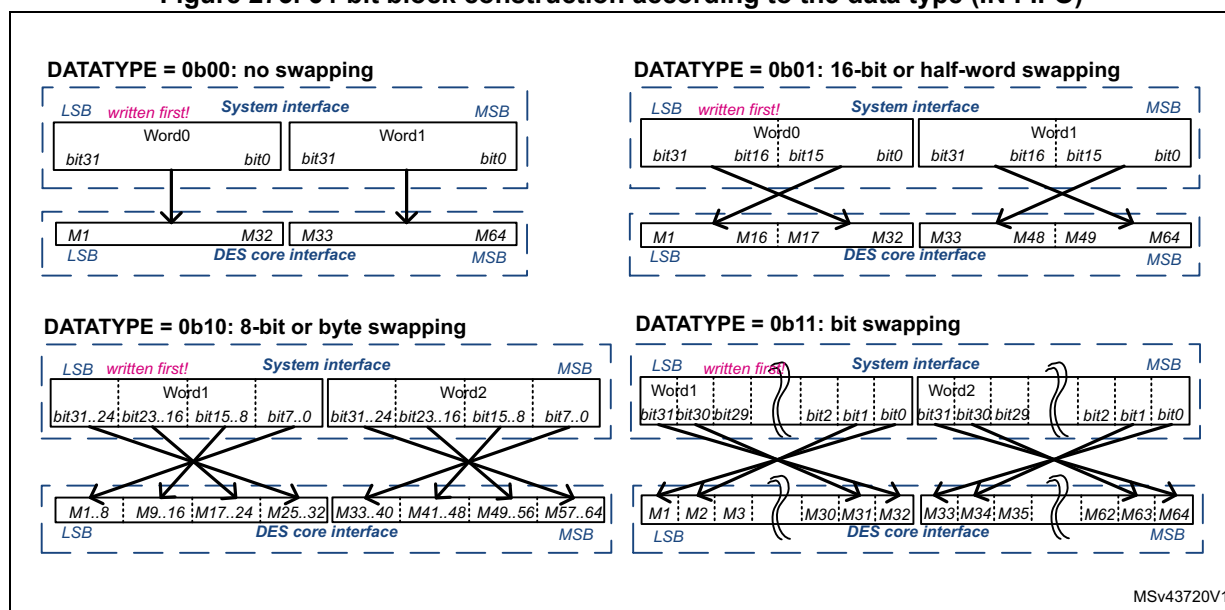 DATATYPE = 0b00: no swapping
LSB written first! System interface MSB
Word0 Word1
bit31 bit0 bit31 bit0
M1 M32 M33 M64
LSB DES core interface MSB
DATATYPE = 0b01: 16-bit or half-word swapping
LSB written first! System interface MSB
Word0 Word1
bit31 bit16 bit15 bit0 bit31 bit16 bit15 bit0
M1 M16 M17 M32 M33 M48 M49 M64
LSB DES core interface MSB
DATATYPE = 0b10: 8-bit or byte swapping
LSB written first! System interface MSB
Word1 Word2
bit31..24 bit23..16 bit15..8 bit7..0 bit31..24 bit23..16 bit15..8 bit7..0
M1..8 M9..16 M17..24 M25..32 M33..40 M41..48 M49..56 M57..64
LSB DES core interface MSB
DATATYPE = 0b11: bit swapping
LSB written first! System interface MSB
Word1 Word2
bit31 bit30 bit29 bit2 bit1 bit0 bit31 bit30 bit29 bit2 bit1 bit0
M1 M2 M3 M30 M31 M32 M33 M34 M35 M62 M63 M64
LSB DES core interface MSB
MSv43720V1